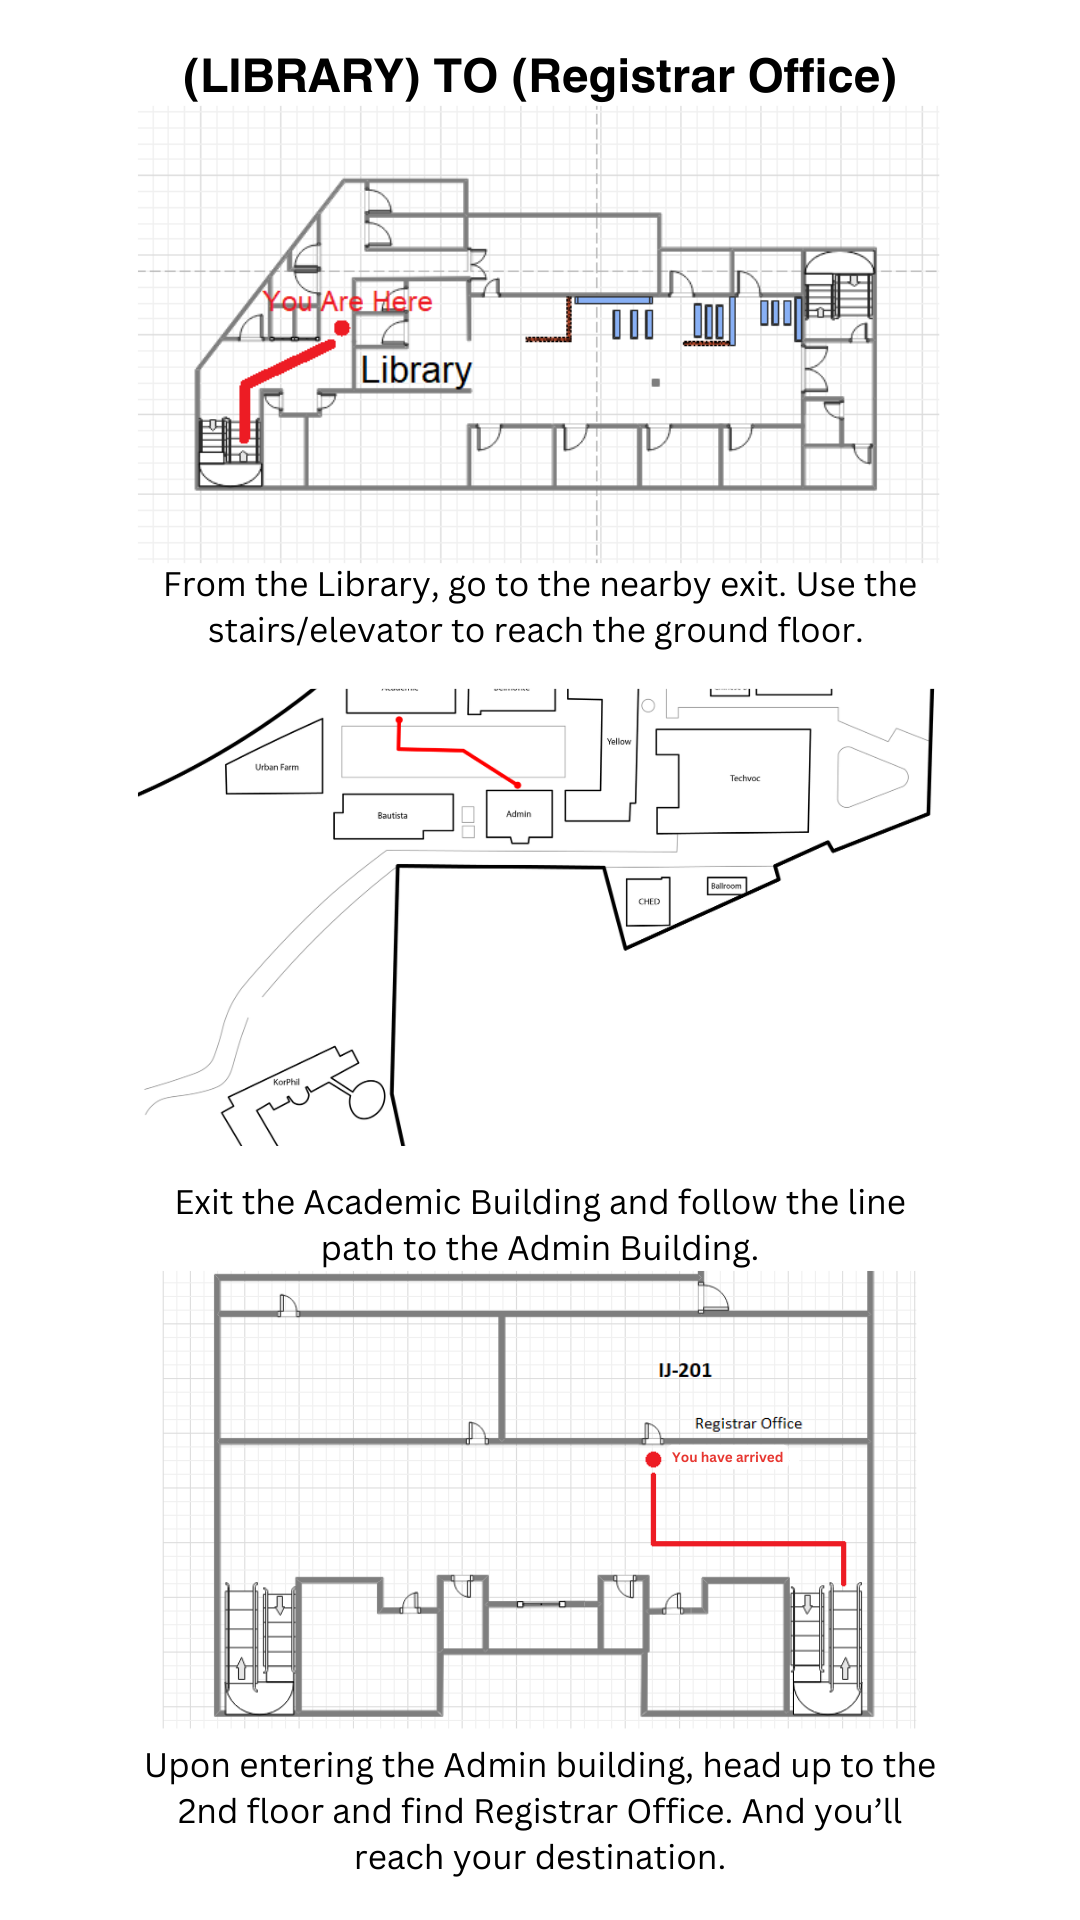 (LIBRARY) TO (Registrar Office)
You Are Here
Library
From the Library, go to the nearby exit. Use the
stairs/elevator to reach the ground floor.
Academic
Belmonte
Yellow
Urban Farm
Techvoc
Bautista
Admin
Ballroom
CHED
KorPhil
Exit the Academic Building and follow the line
path to the Admin Building.
IJ-201
Registrar Office
You have arrived
Upon entering the Admin building, head up to the
2nd floor and find Registrar Office. And you’ll
reach your destination.